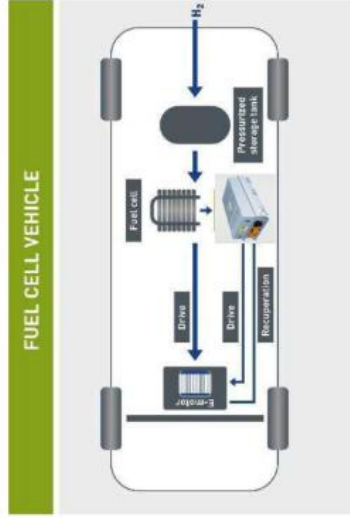 FUEL CELL VEHICLE
H₂
Pressurized
storage tank
Fuel cell
Drive
Drive
Recuperation
E-motor